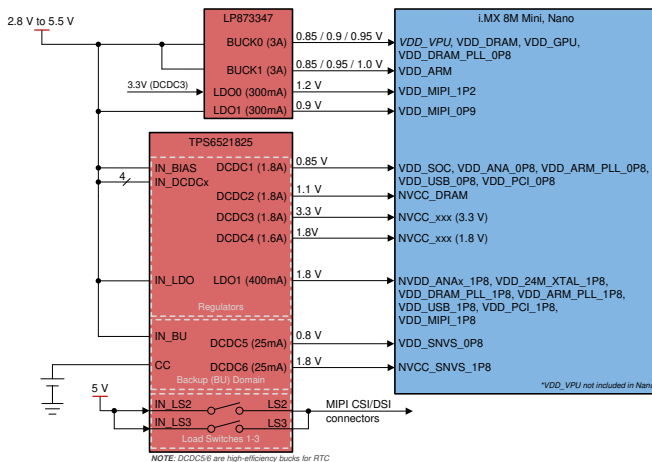 2.8 V to 5.5 V
LP873347
BUCK0 (3A)
BUCK1 (3A)
3.3V (DCDC3)
LDO0 (300mA)
LDO1 (300mA)
0.85 / 0.9 / 0.95 V
0.85 / 0.95 / 1.0 V
1.2 V
0.9 V
i.MX 8M Mini, Nano
VDD_VPU, VDD_DRAM, VDD_GPU,
VDD_DRAM_PLL_0P8
VDD_ARM
VDD_MIPI_1P2
VDD_MIPI_0P9
TPS6521825
4
IN_BIAS
IN_DCDCx
DCDC1 (1.8A)
DCDC2 (1.8A)
DCDC3 (1.8A)
DCDC4 (1.6A)
IN_LDO
LDO1 (400mA)
Regulators
0.85 V
1.1 V
3.3 V
1.8V
1.8 V
VDD_SOC, VDD_ANA_0P8, VDD_ARM_PLL_0P8,
VDD_USB_0P8, VDD_PCI_0P8
NVCC_DRAM
NVCC_xxx (3.3 V)
NVCC_xxx (1.8 V)
NVDD_ANAx_1P8, VDD_24M_XTAL_1P8,
VDD_DRAM_PLL_1P8, VDD_ARM_PLL_1P8,
VDD_USB_1P8, VDD_PCI_1P8,
VDD_MIPI_1P8
IN_BU
DCDC5 (25mA)
0.8 V
VDD_SNVS_0P8
CC
DCDC6 (25mA)
1.8 V
NVCC_SNVS_1P8
Backup (BU) Domain
*VDD_VPU not included in Nano
5 V
IN_LS2
LS2
IN_LS3
LS3
Load Switches 1-3
MIPI CSI/DSI
connectors
NOTE: DCDC5/6 are high-efficiency bucks for RTC